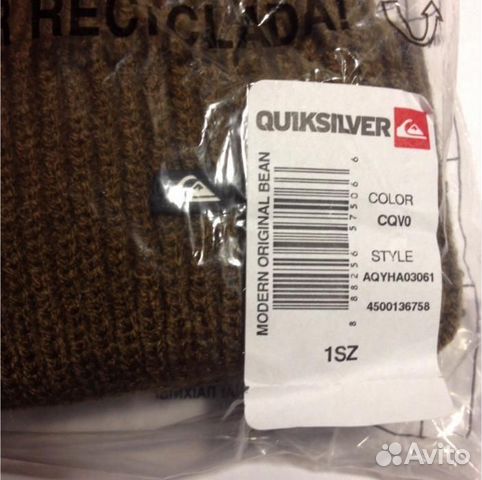 R RECICLADA!
QUIKSILVER
MODERN ORIGINAL BEAN
8 88256 57506 6
COLOR
CQV0
STYLE
AQYHA03061
4500136758
1SZ
Avito